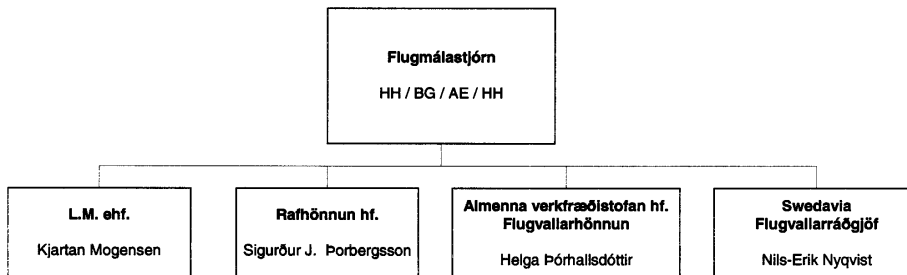 Flugmálastjórn
HH / BG / AE / HH
L.M. ehf.
Kjartan Mogensen
Rafhönnun hf.
Sigurður J. Þorbergsson
Almenna verkfræðistofan hf.
Flugvallarhönnun
Helga Þórhallsdóttir
Swedavia
Flugvallarráðgjöf
Nils-Erik Nyqvist